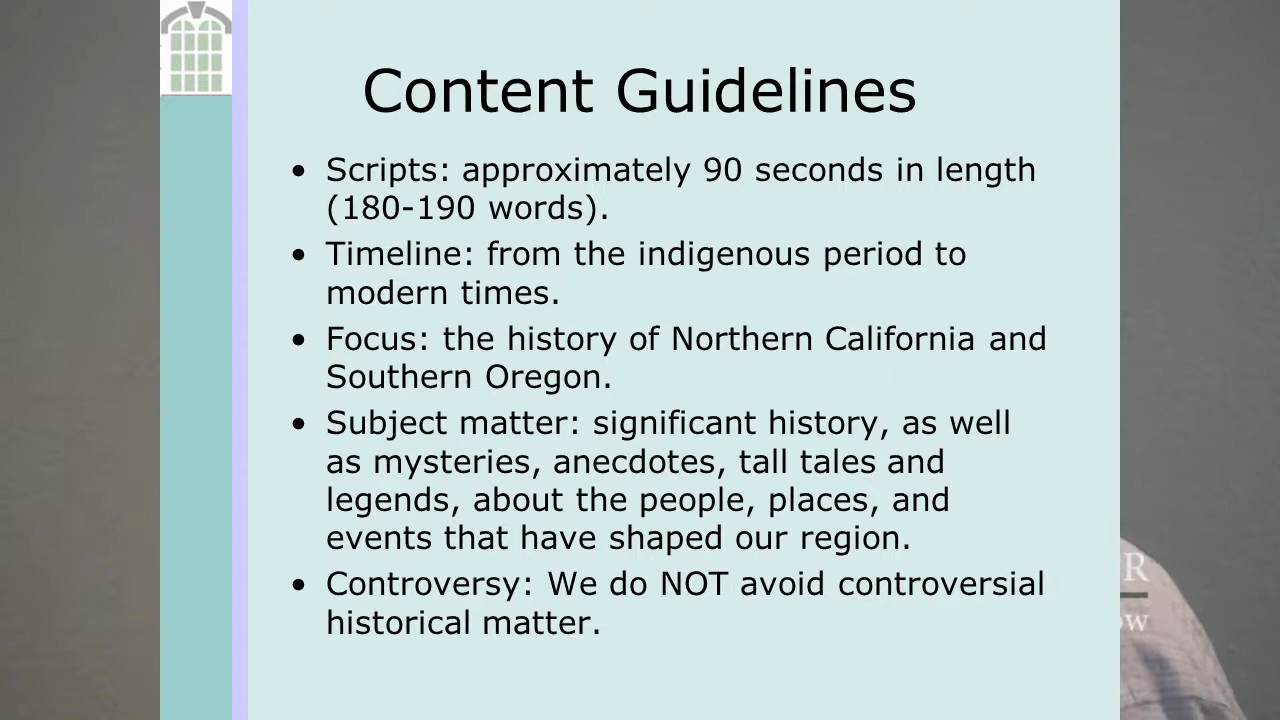 Content Guidelines
• Scripts: approximately 90 seconds in length
(180-190 words).
• Timeline: from the indigenous period to
modern times.
• Focus: the history of Northern California and
Southern Oregon.
• Subject matter: significant history, as well
as mysteries, anecdotes, tall tales and
legends, about the people, places, and
events that have shaped our region.
• Controversy: We do NOT avoid controversial
historical matter.
R
ow